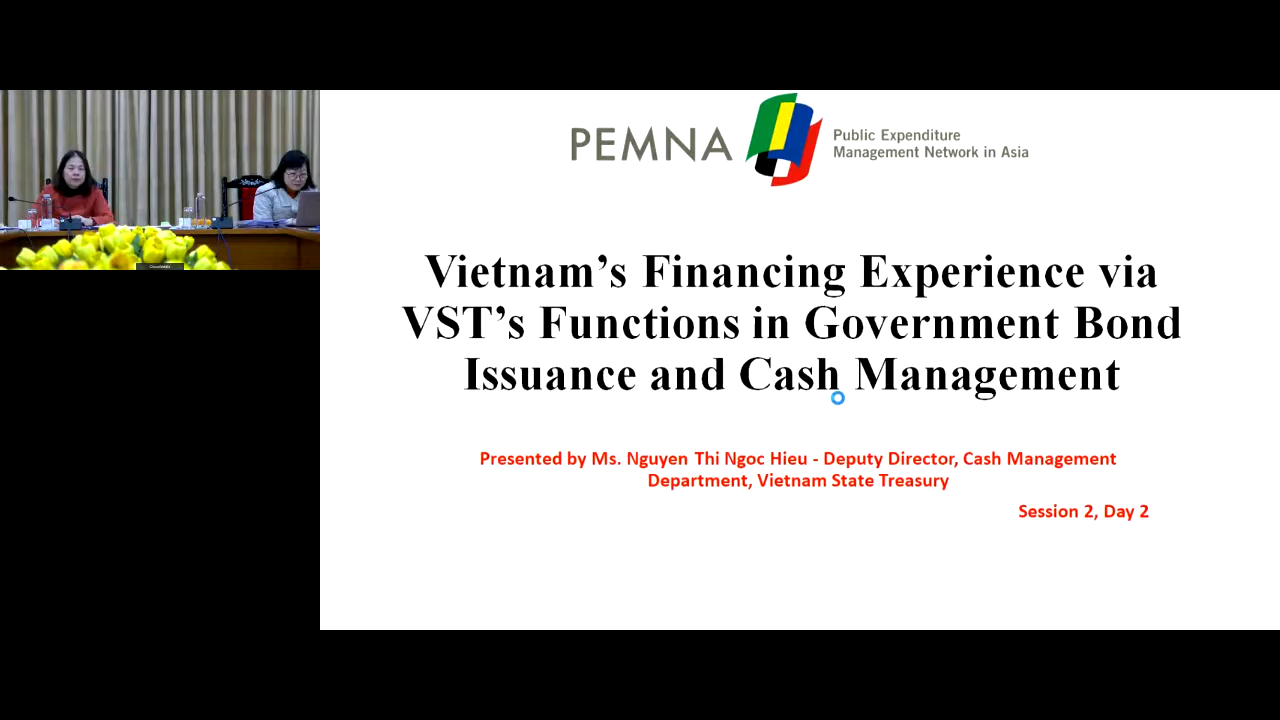 PEMNA
Public Expenditure
Management Network in Asia
Vietnam’s Financing Experience via
VST’s Functions in Government Bond
Issuance and Cash Management
Presented by Ms. Nguyen Thi Ngoc Hieu - Deputy Director, Cash Management
Department, Vietnam State Treasury
Session 2, Day 2